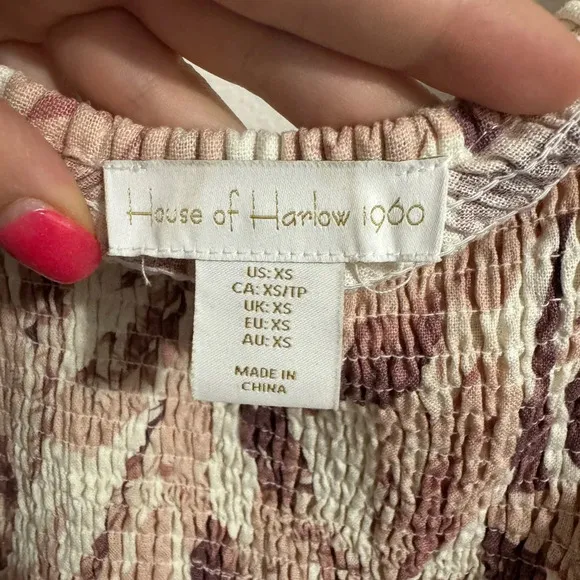 House of Harlow 1960
US: XS
CA: XS/TP
UK: XS
EU: XS
AU: XS
MADE IN
CHINA